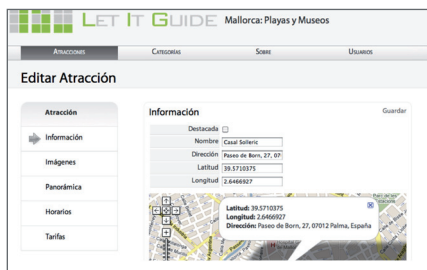 LET IT GUIDE Mallorca: Playas y Museos
ATRACCIONES CATEGORÍAS SOBRE USUARIOS
Editar Atracción
Atracción
Información
Imágenes
Panorámica
Horarios
Tarifas
Información Guardar
Destacada
Nombre Casal Solleric
Dirección Paseo de Born, 27, 07
Latitud 39.5710375
Longitud 2.6466927
Latitud: 39.5710375
Longitud: 2.6466927
Dirección: Paseo de Born, 27, 07012 Palma, España